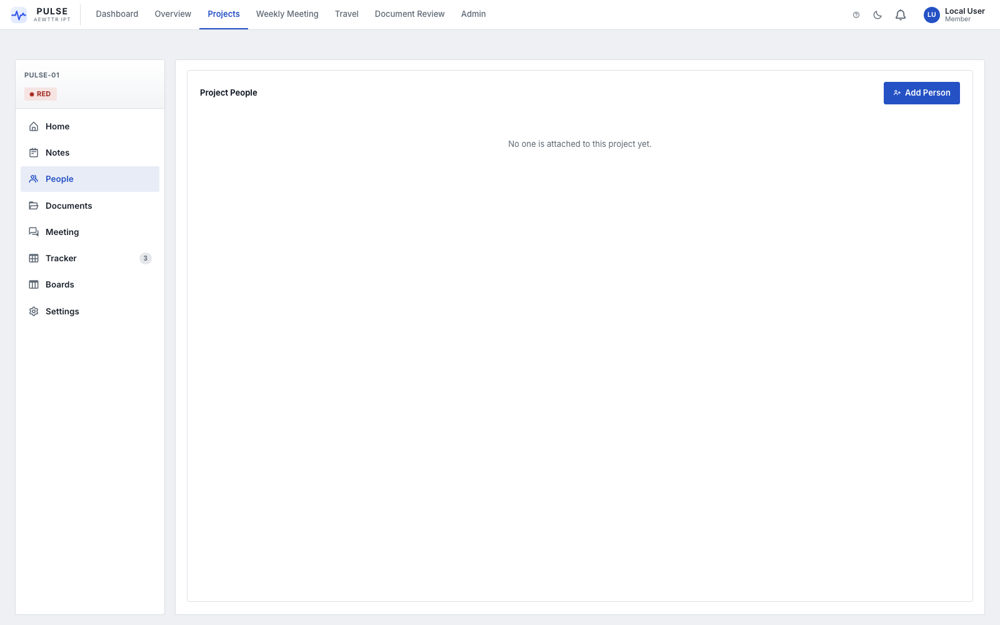 PULSE
AEWTTR IPT
Dashboard
Overview
Projects
Weekly Meeting
Travel
Document Review
Admin
LU
Local User
Member
PULSE-01
RED
Home
Notes
People
Documents
Meeting
Tracker
3
Boards
Settings
Project People
Add Person
No one is attached to this project yet.